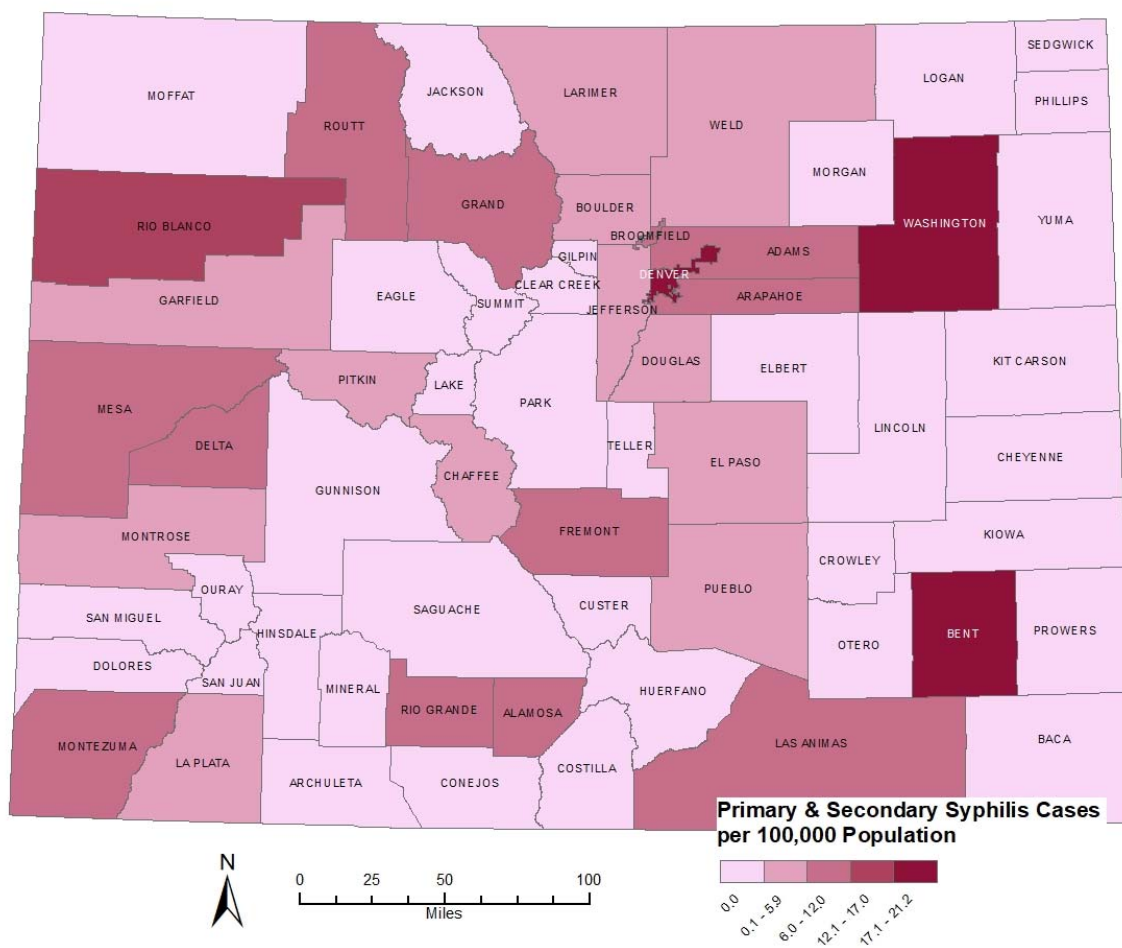 SEDGWICK
LOGAN
MOFFAT
JACKSON
LARIMER
PHILLIPS
ROUTT
WELD
MORGAN
GRAND
BOULDER
WASHINGTON
YUMA
RIO BLANCO
BROOMFIELD
GILPIN
ADAMS
DENVER
CLEAR CREEK
EAGLE
ARAPAHOE
GARFIELD
SUMMIT
JEFFERSON
KIT CARSON
DOUGLAS
ELBERT
PITKIN
LAKE
PARK
MESA
LINCOLN
DELTA
TELLER
CHEYENNE
EL PASO
CHAFFEE
GUNNISON
FREMONT
KIOWA
MONTROSE
CROWLEY
OURAY
PUEBLO
CUSTER
SAGUACHE
SAN MIGUEL
PROWERS
BENT
HINSDALE
OTERO
DOLORES
SAN JUAN
MINERAL
HUERFANO
RIO GRANDE
ALAMOSA
BACA
LAS ANIMAS
MONTEZUMA
LA PLATA
COSTILLA
ARCHULETA
CONEJOS
Primary & Secondary Syphilis Cases
per 100,000 Population
0.0
0.1 - 5.9
6.0 - 12.0
12.1 - 17.0
17.1 - 21.2
N
0 25 50 100
Miles